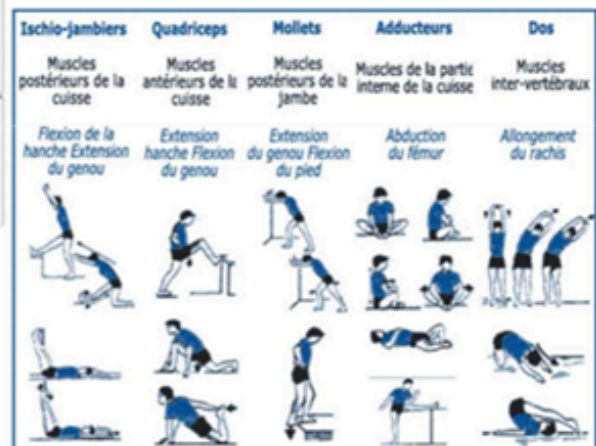 Ischio-jambiers
Quadriceps
Mollets
Adducteurs
Dos
Muscles
postérieurs de la
cuisse
Muscles
antérieurs de la
cuisse
Muscles
postérieurs de la
jambe
Muscles de la partie
interne de la cuisse
Muscles
inter-vertébraux
Flexion de la
hanche Extension
du genou
Extension
hanche Flexion
du genou
Extension
du genou Flexion
du pied
Abduction
du fémur
Allongement
du rachis